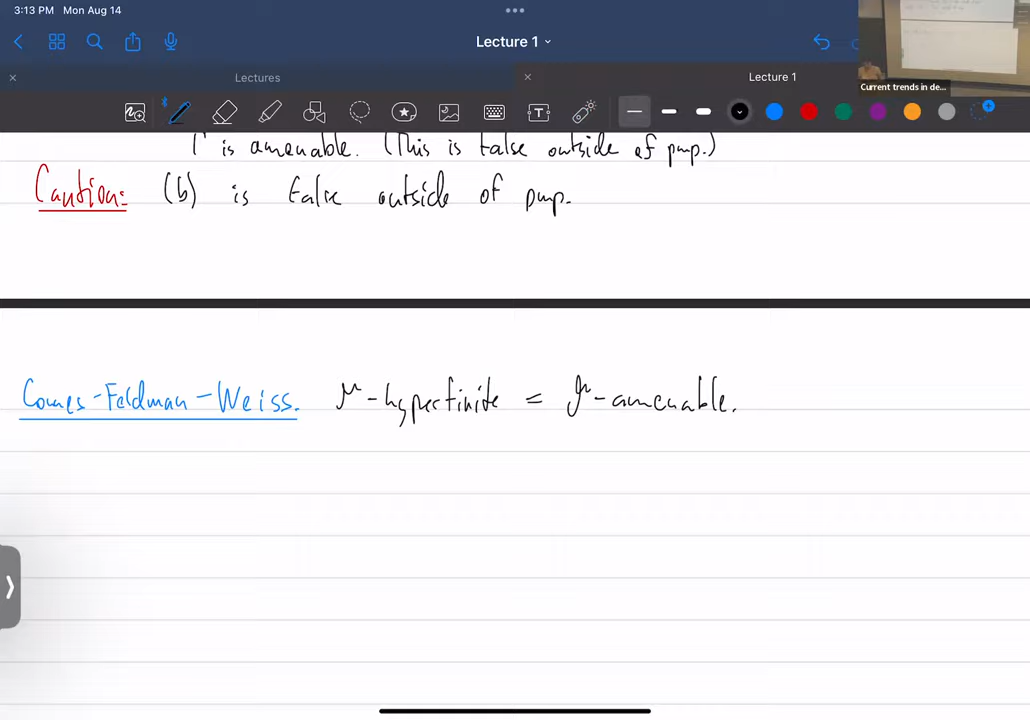 3:13 PM Mon Aug 14
Lecture 1
Lectures
Lecture 1
Current trends in de...
Γ is amenable. (This is false outside of pmp.)
Caution: (b) is false outside of pmp.
Connes-Feldman-Weiss. μ-hyperfinite = μ-amenable.